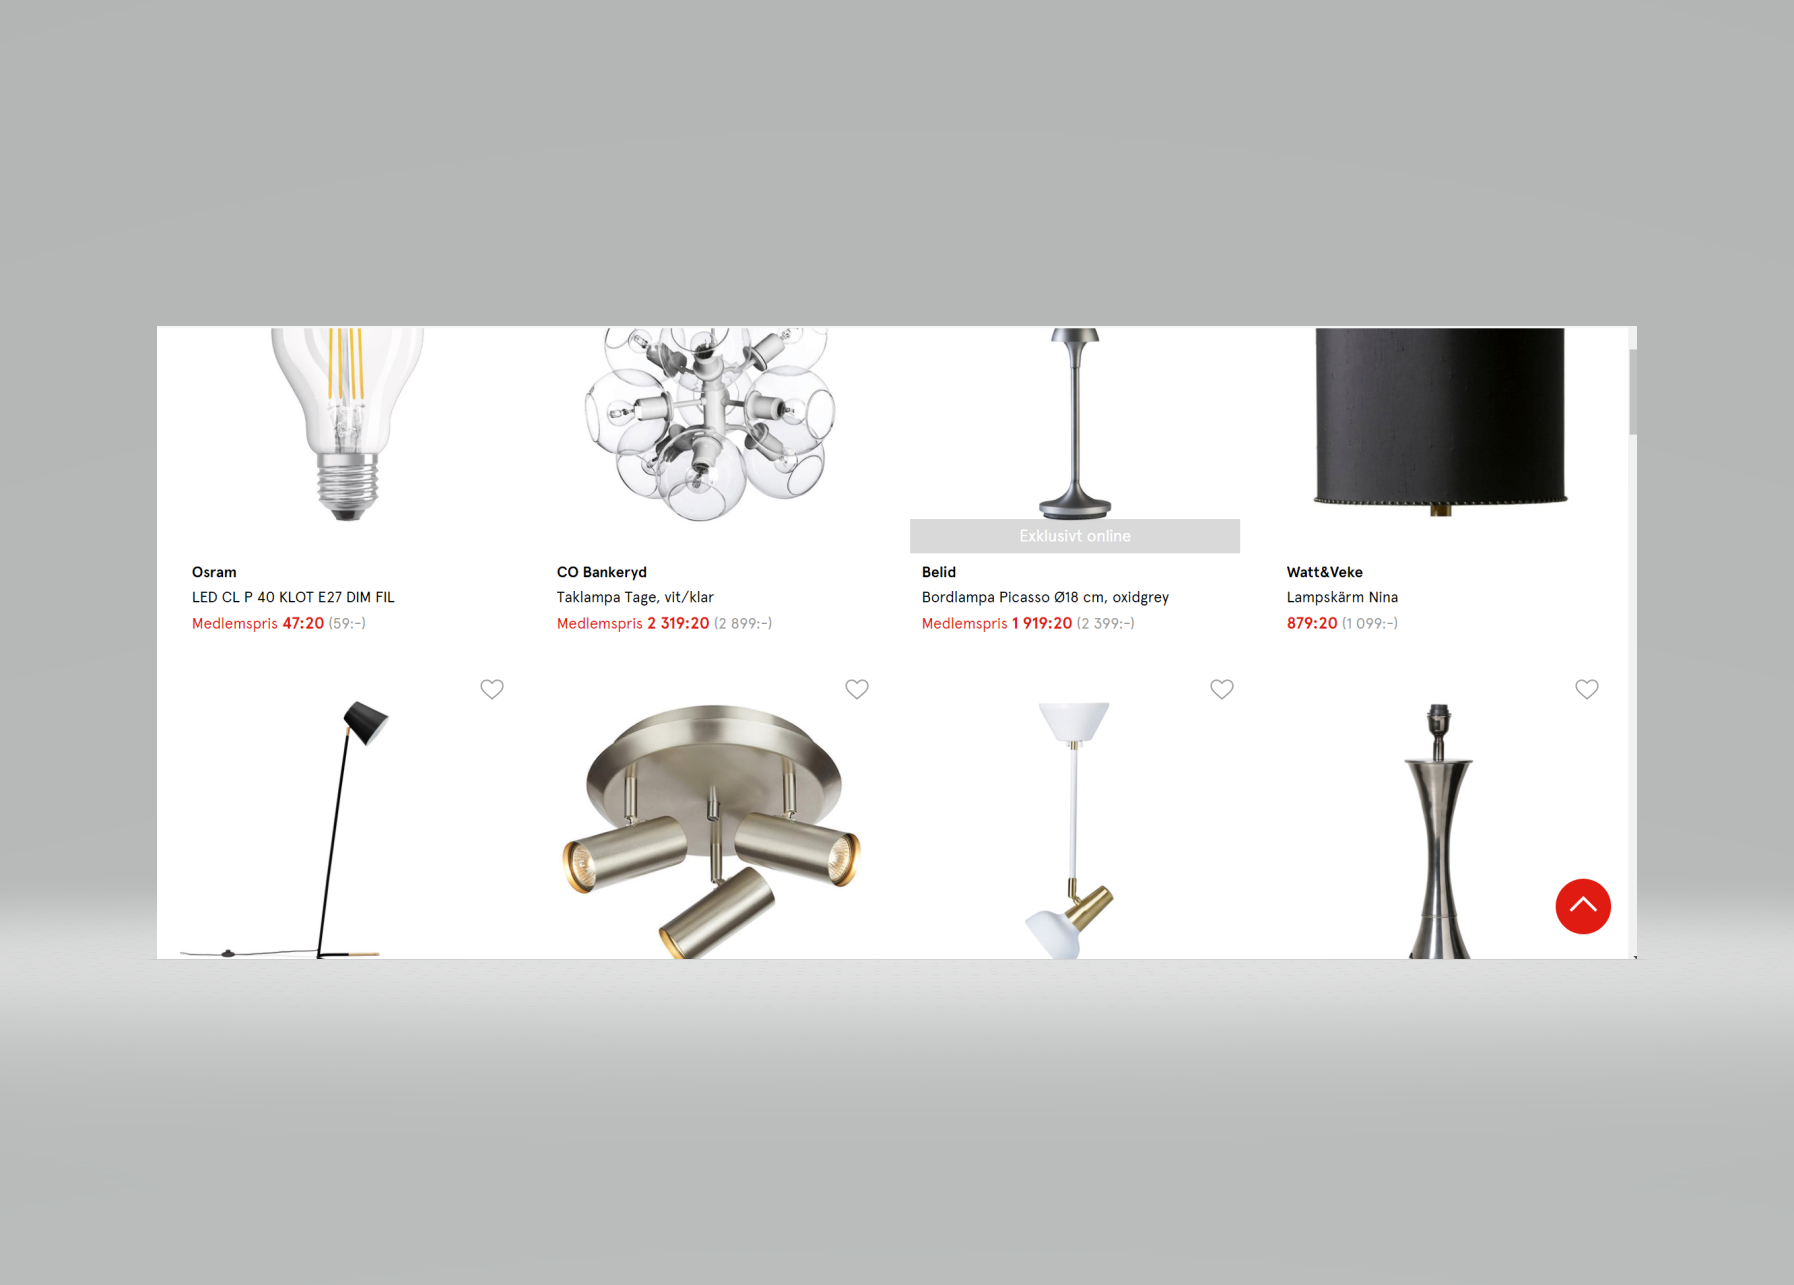 Exklusivt online
Osram
LED CL P 40 KLOT E27 DIM FIL
Medlemspris 47:20 (59:-)
CO Bankeryd
Taklampa Tage, vit/klar
Medlemspris 2 319:20 (2 899:-)
Belid
Bordlampa Picasso Ø18 cm, oxidgrey
Medlemspris 1 919:20 (2 399:-)
Watt&Veke
Lampskärm Nina
879:20 (1 099:-)